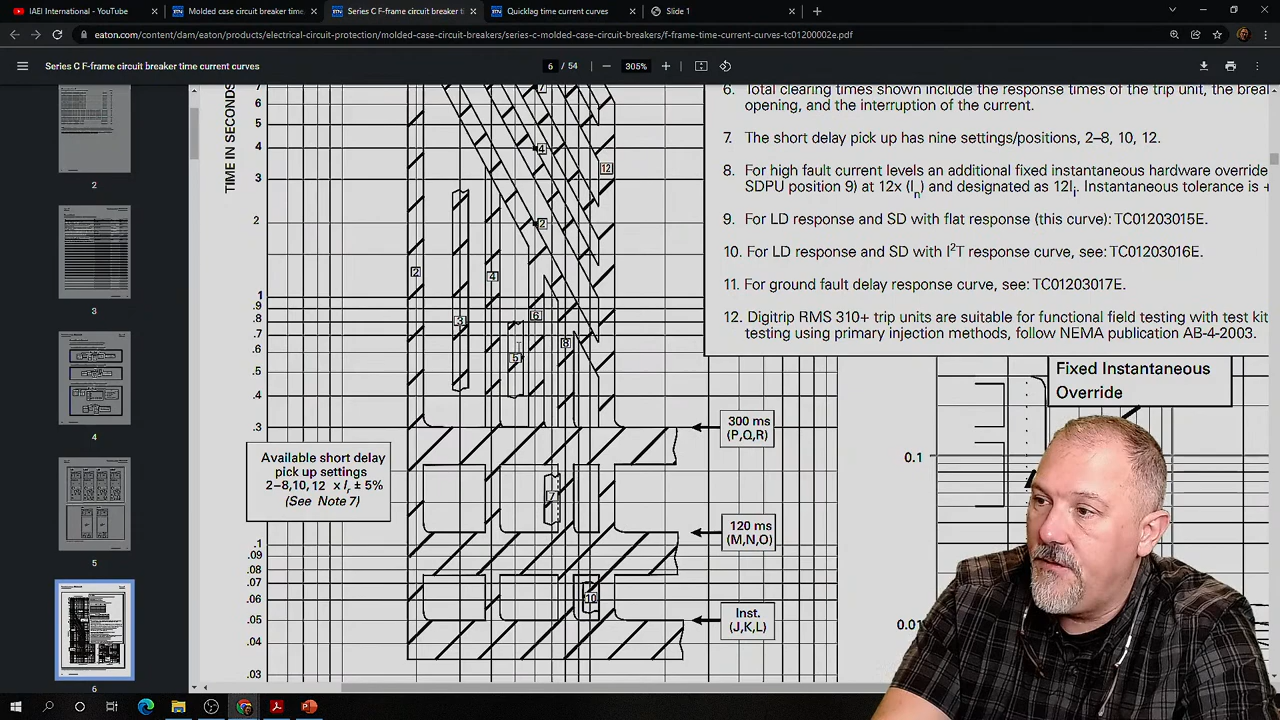 IAEI International - YouTube
Molded case circuit breaker time
Series C F-frame circuit breaker ti
Quicklag time current curves
Slide 1
eaton.com/content/dam/eaton/products/electrical-circuit-protection/molded-case-circuit-breakers/series-c-molded-case-circuit-breakers/f-frame-time-current-curves-tc01200002e.pdf
Series C F-frame circuit breaker time current curves
6 / 54
305%
2
3
4
5
6
TIME IN SECONDS
7
6
5
4
3
2
1
.9
.8
.7
.6
.5
.4
.3
.1
.09
.08
.07
.06
.05
.04
.03
7
4
12
2
2
4
3
6
8
5
7
10
Available short delay
pick up settings
2–8,10, 12 x Ir ± 5%
(See Note 7)
300 ms
(P,Q,R)
120 ms
(M,N,O)
Inst.
(J,K,L)
6. Total clearing times shown include the response times of the trip unit, the brea
opening, and the interruption of the current.
7. The short delay pick up has nine settings/positions, 2–8, 10, 12.
8. For high fault current levels an additional fixed instantaneous hardware override
SDPU position 9) at 12x (In) and designated as 12Ii. Instantaneous tolerance is +
9. For LD response and SD with flat response (this curve): TC01203015E.
10. For LD response and SD with I²T response curve, see: TC01203016E.
11. For ground fault delay response curve, see: TC01203017E.
12. Digitrip RMS 310+ trip units are suitable for functional field testing with test kit
testing using primary injection methods, follow NEMA publication AB-4-2003.
Fixed Instantaneous
Override
0.1
0.01